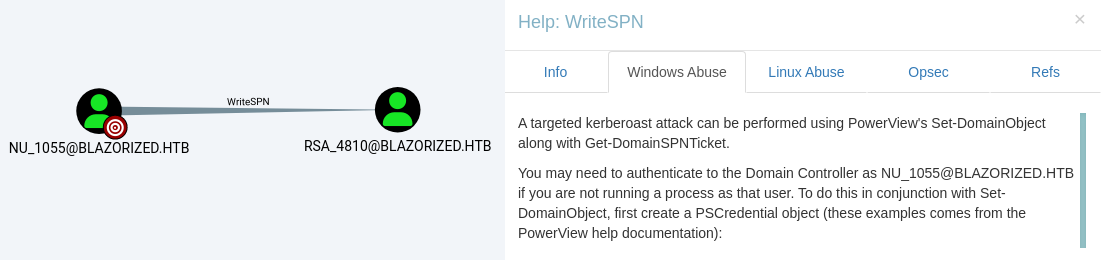 WriteSPN
NU_1055@BLAZORIZED.HTB
RSA_4810@BLAZORIZED.HTB
Help: WriteSPN
×
Info
Windows Abuse
Linux Abuse
Opsec
Refs
A targeted kerberoast attack can be performed using PowerView's Set-DomainObject
along with Get-DomainSPNTicket.
You may need to authenticate to the Domain Controller as NU_1055@BLAZORIZED.HTB
if you are not running a process as that user. To do this in conjunction with Set-
DomainObject, first create a PSCredential object (these examples comes from the
PowerView help documentation):